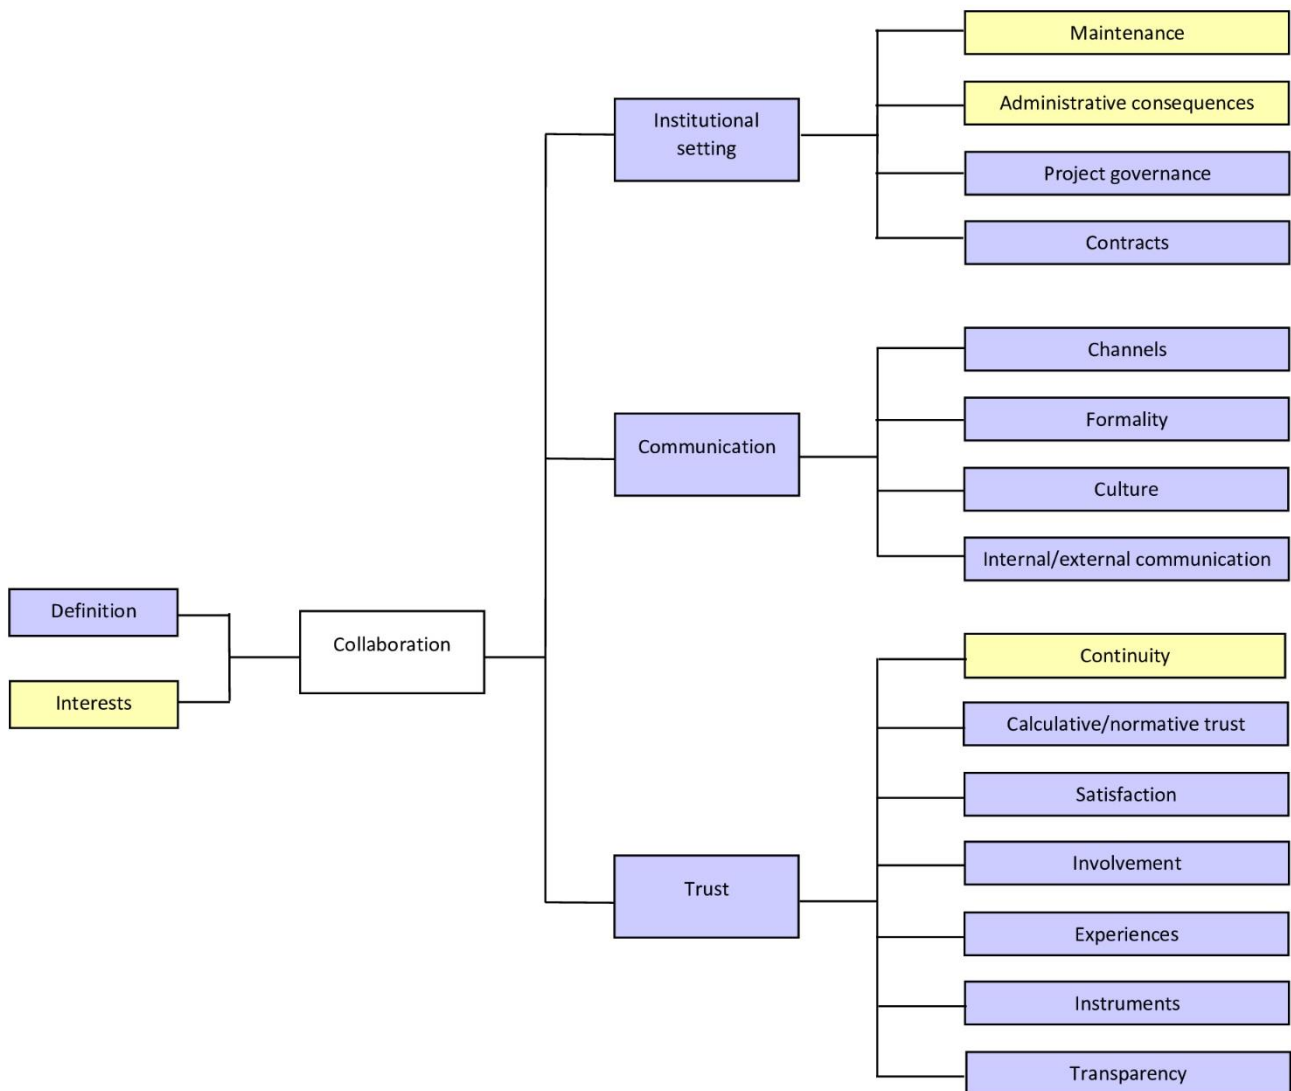 Maintenance
Administrative consequences
Institutional
setting
Project governance
Contracts
Channels
Formality
Communication
Culture
Internal/external communication
Definition
Interests
Collaboration
Continuity
Calculative/normative trust
Satisfaction
Involvement
Trust
Experiences
Instruments
Transparency